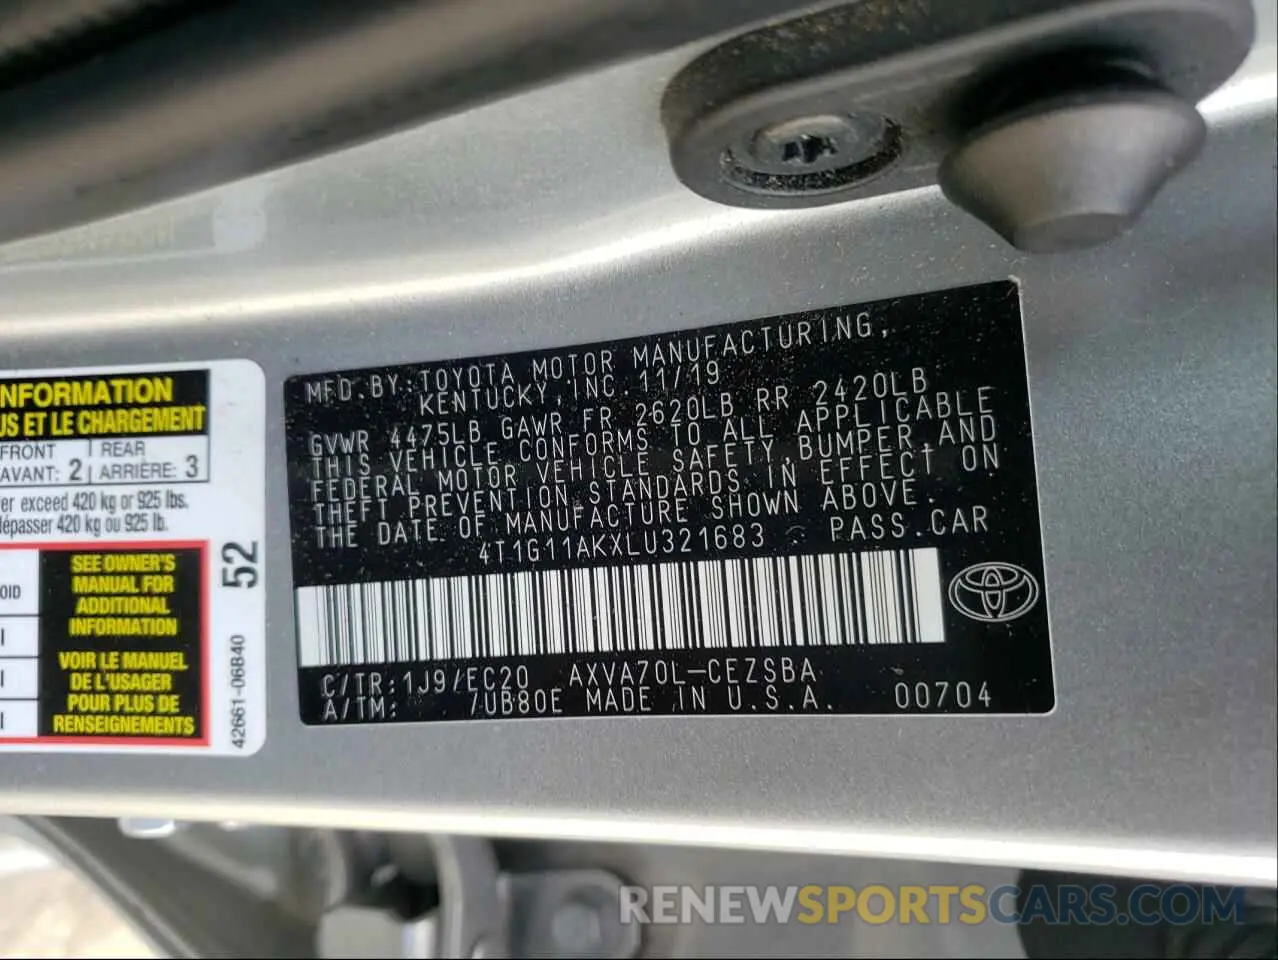 MFD. BY: TOYOTA MOTOR MANUFACTURING,
KENTUCKY, INC. 11/19
GVWR 4475LB GAWR FR 2620LB RR 2420LB
THIS VEHICLE CONFORMS TO ALL APPLICABLE
FEDERAL MOTOR VEHICLE SAFETY, BUMPER, AND
THEFT PREVENTION STANDARDS IN EFFECT ON
THE DATE OF MANUFACTURE SHOWN ABOVE.
4T1G11AKXLU321683 PASS. CAR
C/TR: 1J9/EC20 AXVA70L-CEZSBA
A/TM: /UB80E MADE IN U.S.A. 00704
INFORMATION
US ET LE CHARGEMENT
FRONT REAR
AVANT: 2 ARRIÈRE: 3
er exceed 420 kg or 925 lbs.
dépasser 420 kg ou 925 lb.
SEE OWNER'S
MANUAL FOR
ADDITIONAL
INFORMATION
VOIR LE MANUEL
DE L'USAGER
POUR PLUS DE
RENSEIGNEMENTS
52
42661-06B40
RENEWSPORTSCARS.COM